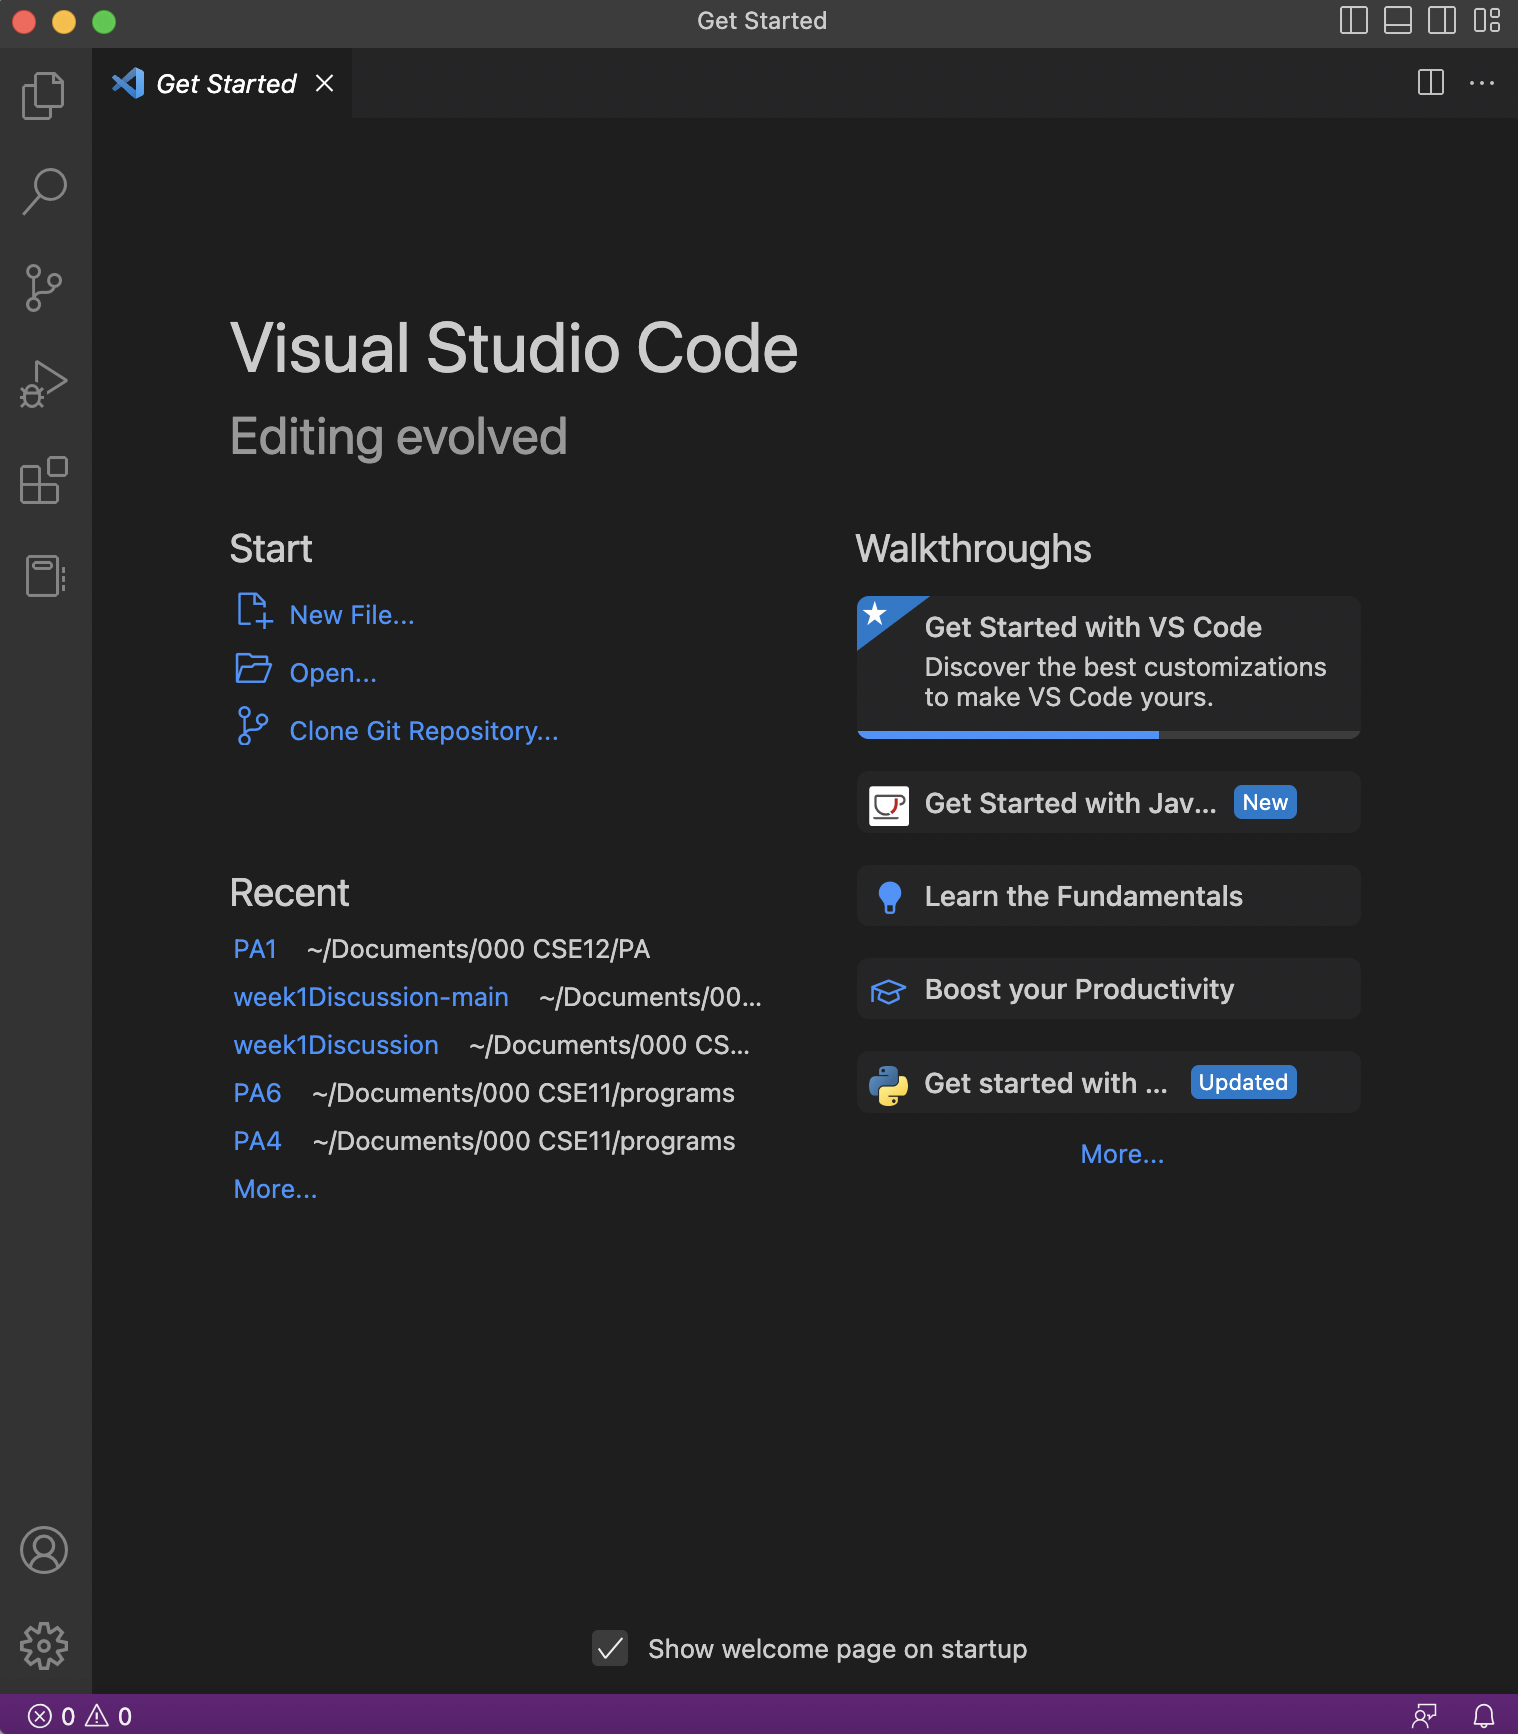 Get Started
Get Started
Visual Studio Code
Editing evolved
Start
New File...
Open...
Clone Git Repository...
Recent
PA1 ~/Documents/000 CSE12/PA
week1Discussion-main ~/Documents/00...
week1Discussion ~/Documents/000 CS...
PA6 ~/Documents/000 CSE11/programs
PA4 ~/Documents/000 CSE11/programs
More...
Walkthroughs
Get Started with VS Code
Discover the best customizations
to make VS Code yours.
Get Started with Jav... New
Learn the Fundamentals
Boost your Productivity
Get started with ... Updated
More...
Show welcome page on startup
0 0